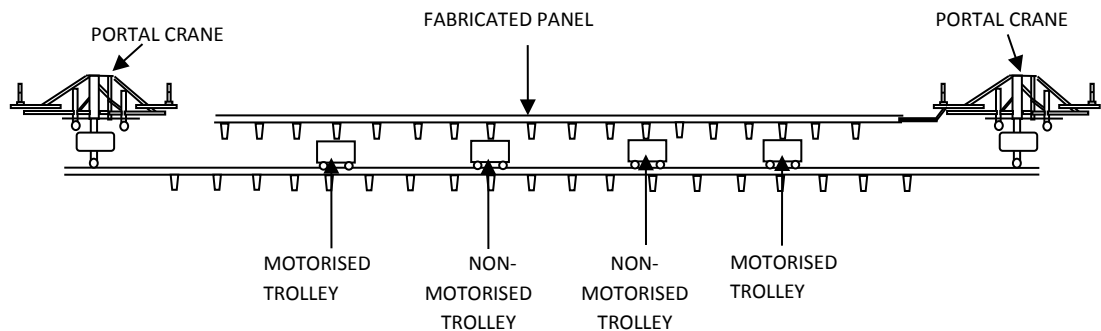 FABRICATED PANEL
PORTAL CRANE
PORTAL CRANE
MOTORISED
TROLLEY
NON-
MOTORISED
TROLLEY
NON-
MOTORISED
TROLLEY
MOTORISED
TROLLEY